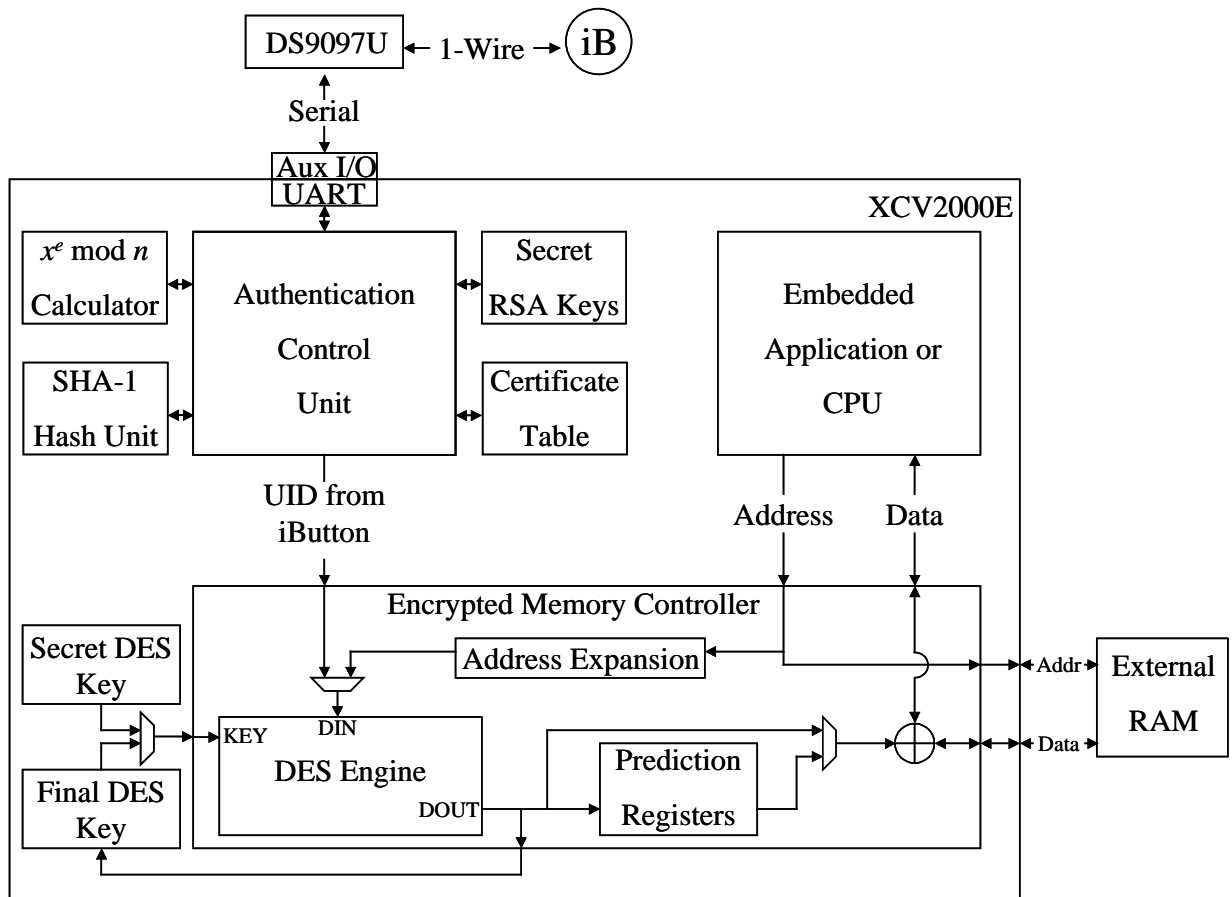 DS9097U
1-Wire
iB
Serial
Aux I/O
UART
XCV2000E
xᵉ mod n
Calculator
Authentication
Control
Unit
Secret
RSA Keys
Embedded
Application or
CPU
SHA-1
Hash Unit
Certificate
Table
UID from
iButton
Address
Data
Encrypted Memory Controller
Secret DES
Key
Address Expansion
Addr
External
RAM
KEY
DIN
DES Engine
DOUT
Prediction
Registers
Data
Final DES
Key